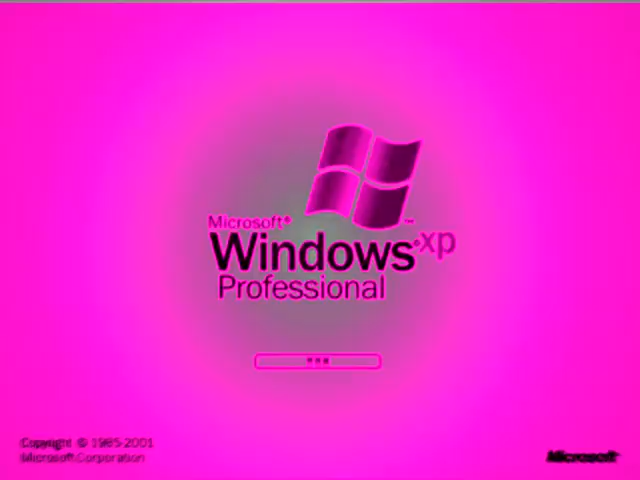 Microsoft®
Windows xp
Professional
Copyright © 1985-2001
Microsoft Corporation
Microsoft